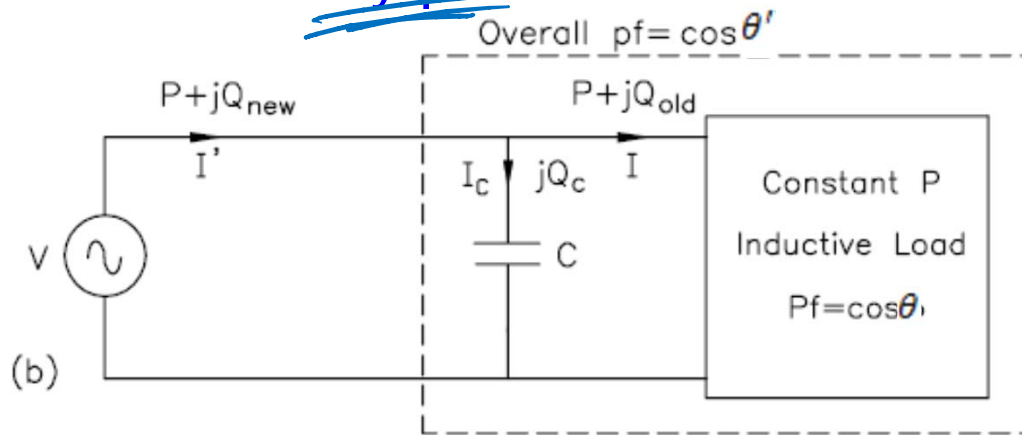 Overall pf= cosθ'
P+jQnew
P+jQold
I'
Ic
jQc
I
Constant P
Inductive Load
Pf=cosθ
V
C
(b)